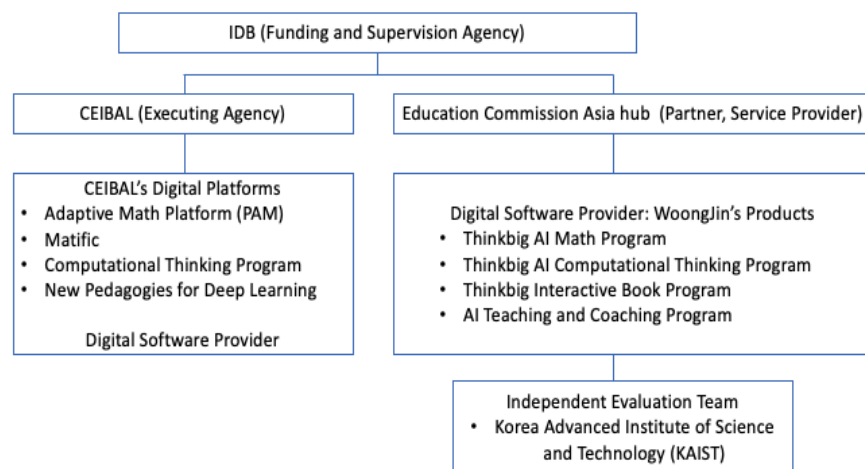 IDB (Funding and Supervision Agency)
CEIBAL (Executing Agency)
Education Commission Asia hub (Partner, Service Provider)
CEIBAL’s Digital Platforms
• Adaptive Math Platform (PAM)
• Matific
• Computational Thinking Program
• New Pedagogies for Deep Learning
Digital Software Provider
Digital Software Provider: WoongJin’s Products
• Thinkbig AI Math Program
• Thinkbig AI Computational Thinking Program
• Thinkbig Interactive Book Program
• AI Teaching and Coaching Program
Independent Evaluation Team
• Korea Advanced Institute of Science
and Technology (KAIST)